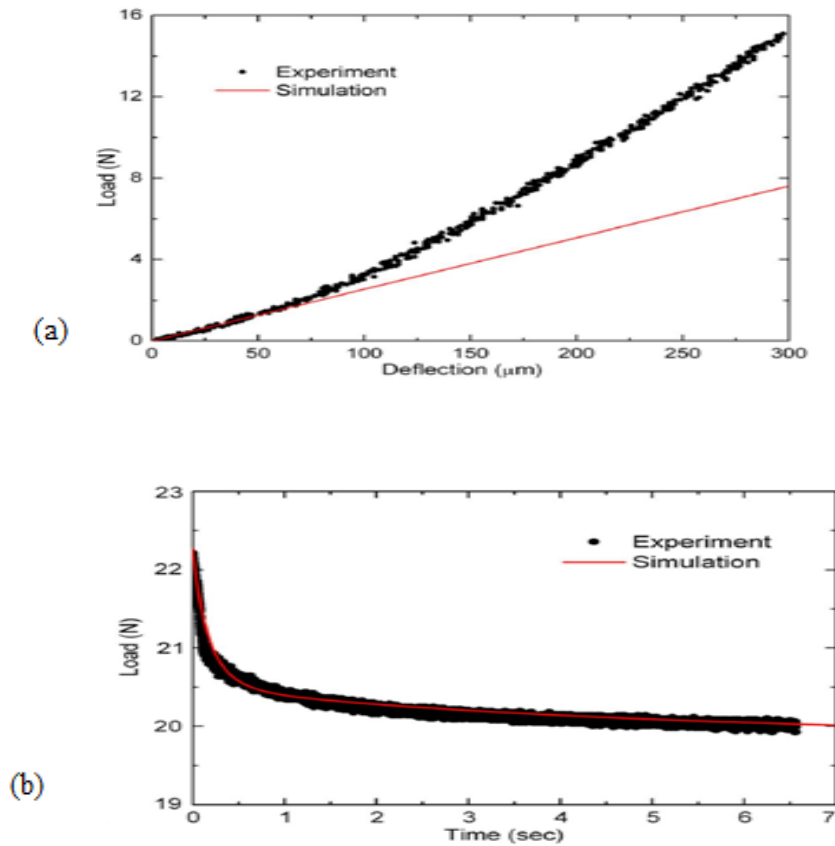 16
12
8
4
0
Load (N)
Experiment
Simulation
0 50 100 150 200 250 300
Deflection (μm)
(a)
23
22
21
20
19
Load (N)
Experiment
Simulation
0 1 2 3 4 5 6 7
Time (sec)
(b)